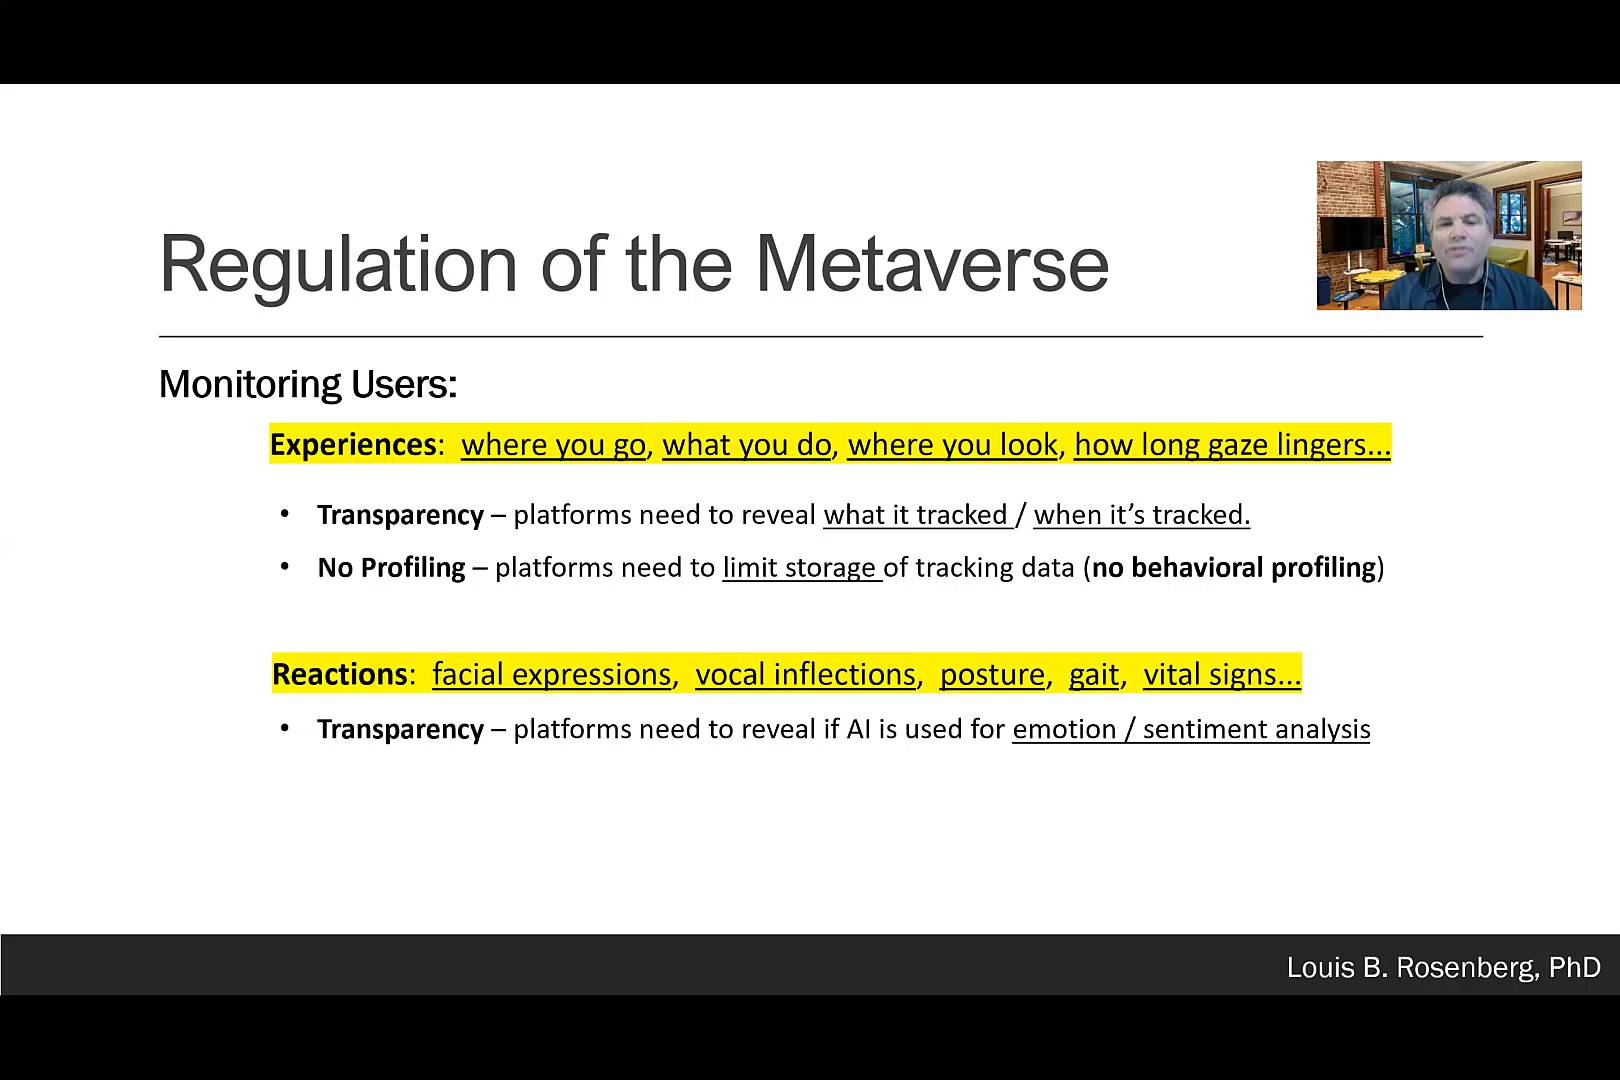 Regulation of the Metaverse
Monitoring Users:
Experiences: where you go, what you do, where you look, how long gaze lingers...
• Transparency – platforms need to reveal what it tracked / when it’s tracked.
• No Profiling – platforms need to limit storage of tracking data (no behavioral profiling)
Reactions: facial expressions, vocal inflections, posture, gait, vital signs...
• Transparency – platforms need to reveal if AI is used for emotion / sentiment analysis
Louis B. Rosenberg, PhD